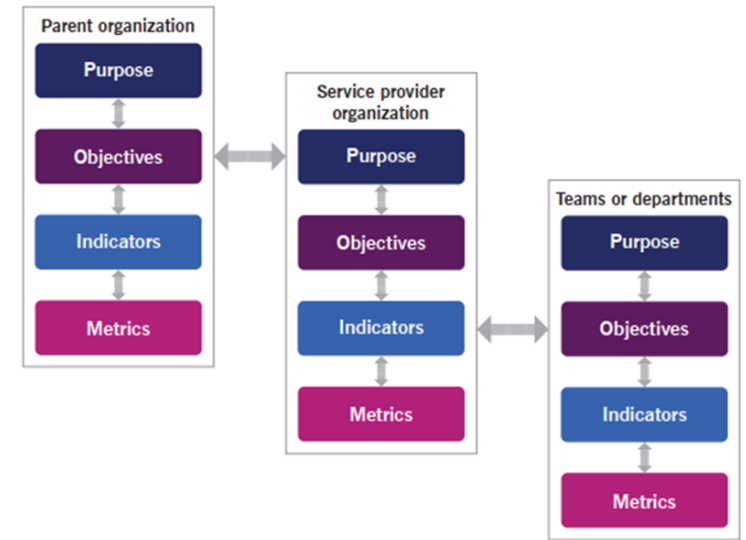 Parent organization
Purpose
Objectives
Indicators
Metrics
Service provider
organization
Purpose
Objectives
Indicators
Metrics
Teams or departments
Purpose
Objectives
Indicators
Metrics